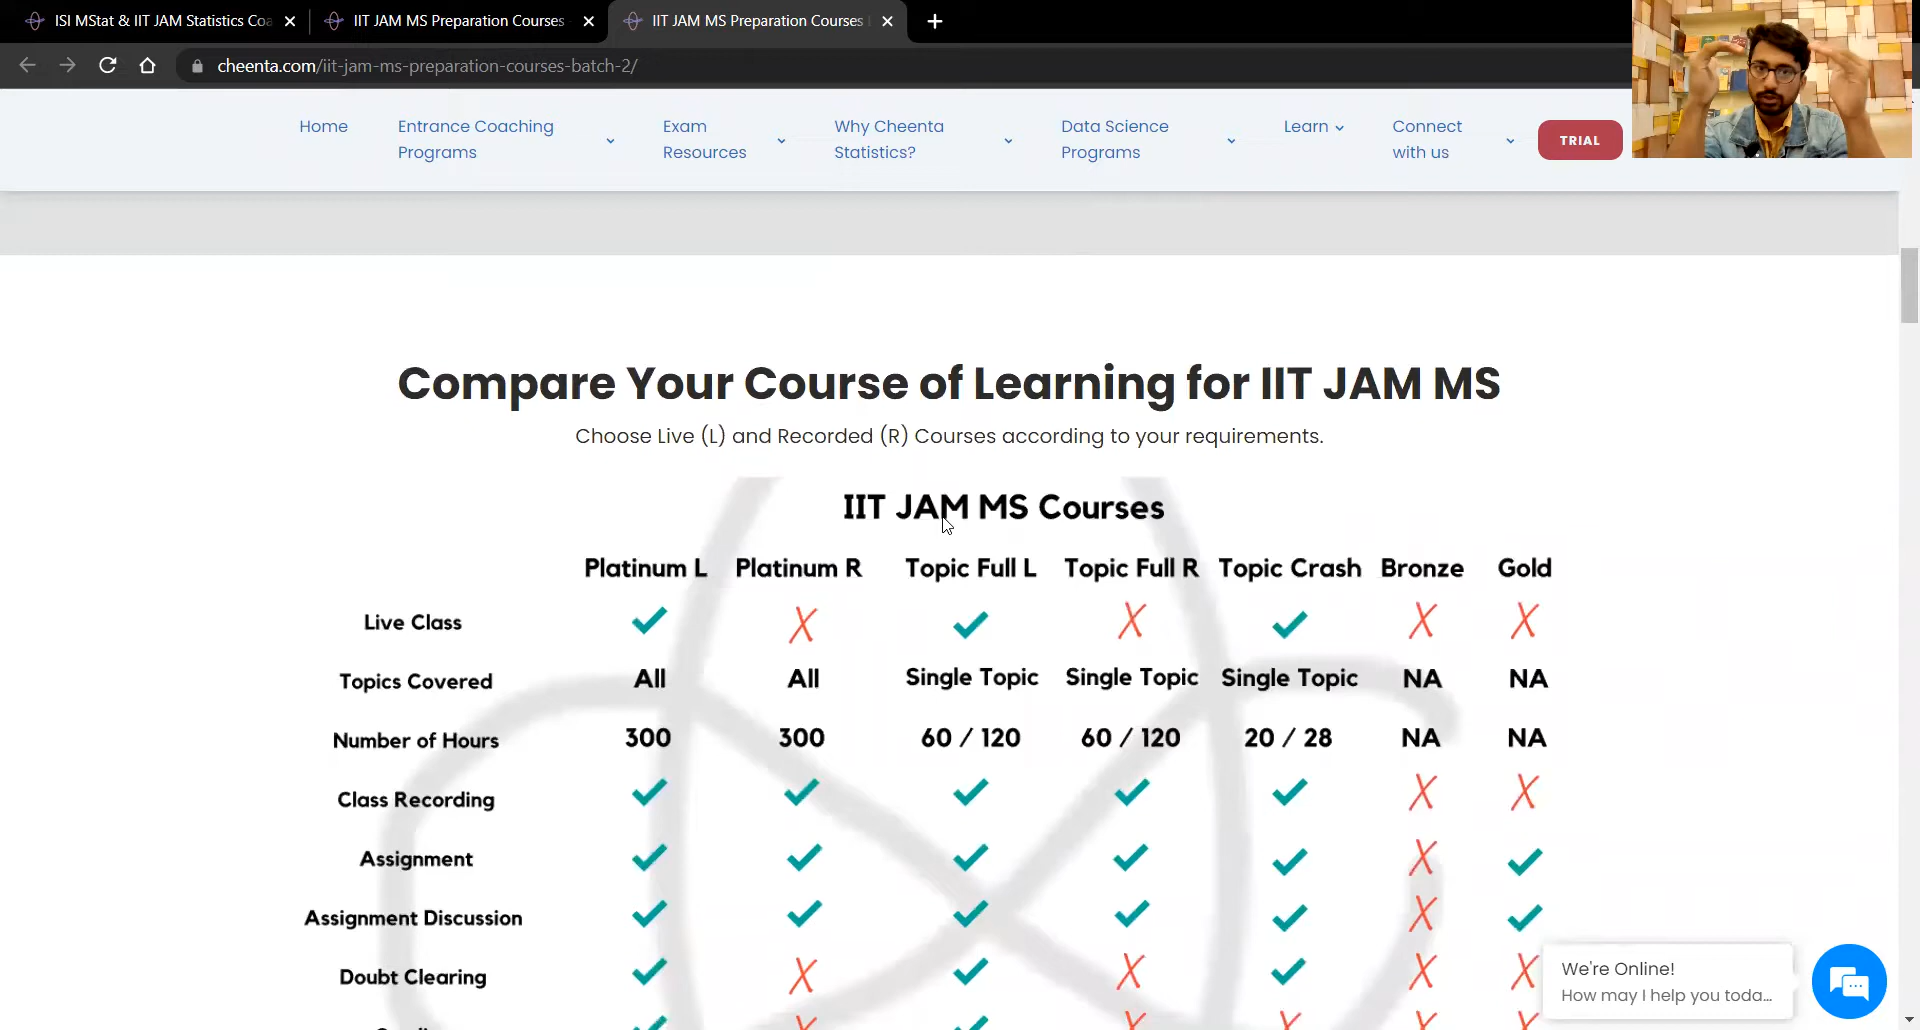 ISI MStat & IIT JAM Statistics Coa
IIT JAM MS Preparation Courses
IIT JAM MS Preparation Courses
cheenta.com/iit-jam-ms-preparation-courses-batch-2/
Home
Entrance Coaching
Programs
Exam
Resources
Why Cheenta
Statistics?
Data Science
Programs
Learn
Connect
with us
TRIAL
Compare Your Course of Learning for IIT JAM MS
Choose Live (L) and Recorded (R) Courses according to your requirements.
IIT JAM MS Courses
Platinum L Platinum R Topic Full L Topic Full R Topic Crash Bronze Gold
Live Class
Topics Covered All All Single Topic Single Topic Single Topic NA NA
Number of Hours 300 300 60 / 120 60 / 120 20 / 28 NA NA
Class Recording
Assignment
Assignment Discussion
Doubt Clearing
We're Online!
How may I help you toda...